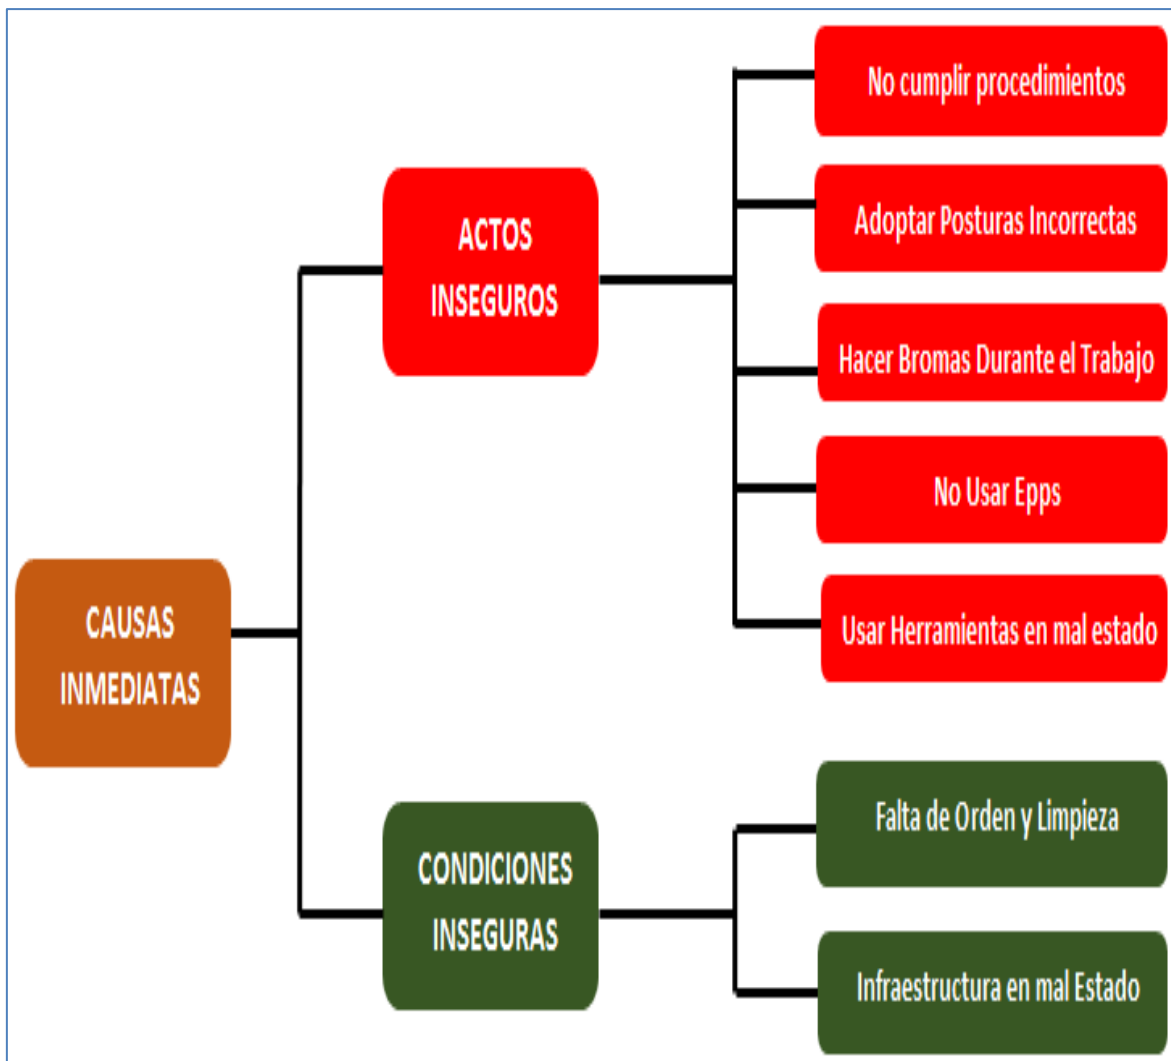 CAUSAS
INMEDIATAS
ACTOS
INSEGUROS
No cumplir procedimientos
Adoptar Posturas Incorrectas
Hacer Bromas Durante el Trabajo
No Usar Epps
Usar Herramientas en mal estado
CONDICIONES
INSEGURAS
Falta de Orden y Limpieza
Infraestructura en mal Estado